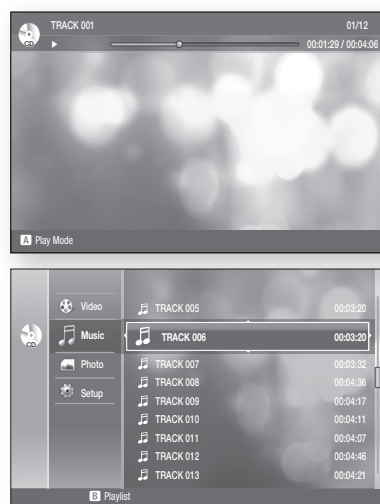 TRACK 001 01/12
CD
00:01:29 / 00:04:06
A Play Mode
Video
TRACK 005 00:03:20
CD
Music
TRACK 006 00:03:20
Photo
TRACK 007 00:03:32
TRACK 008 00:04:36
Setup
TRACK 009 00:04:17
TRACK 010 00:04:11
TRACK 011 00:04:07
TRACK 012 00:04:46
TRACK 013 00:04:21
B Playlist